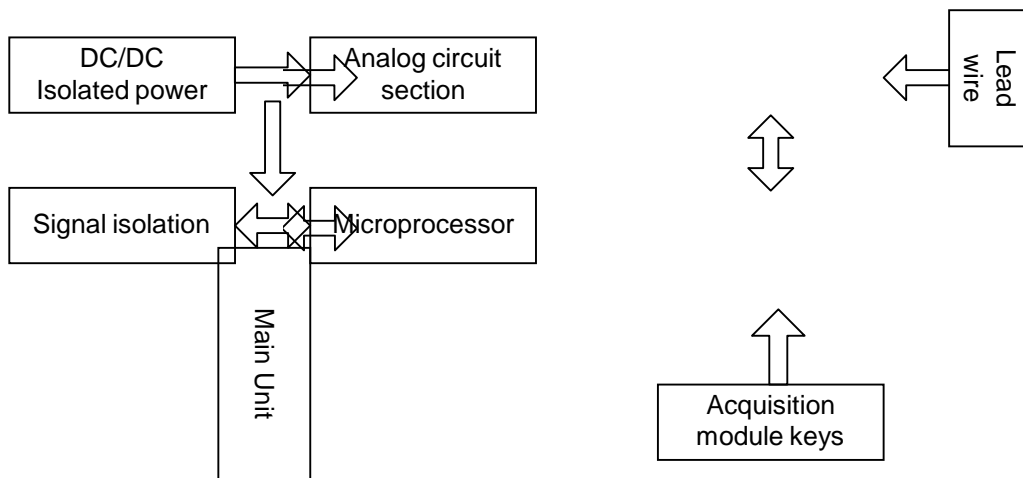 DC/DC
Isolated power
Analog circuit
section
Lead
wire
Signal isolation
Microprocessor
Main Unit
Acquisition
module keys